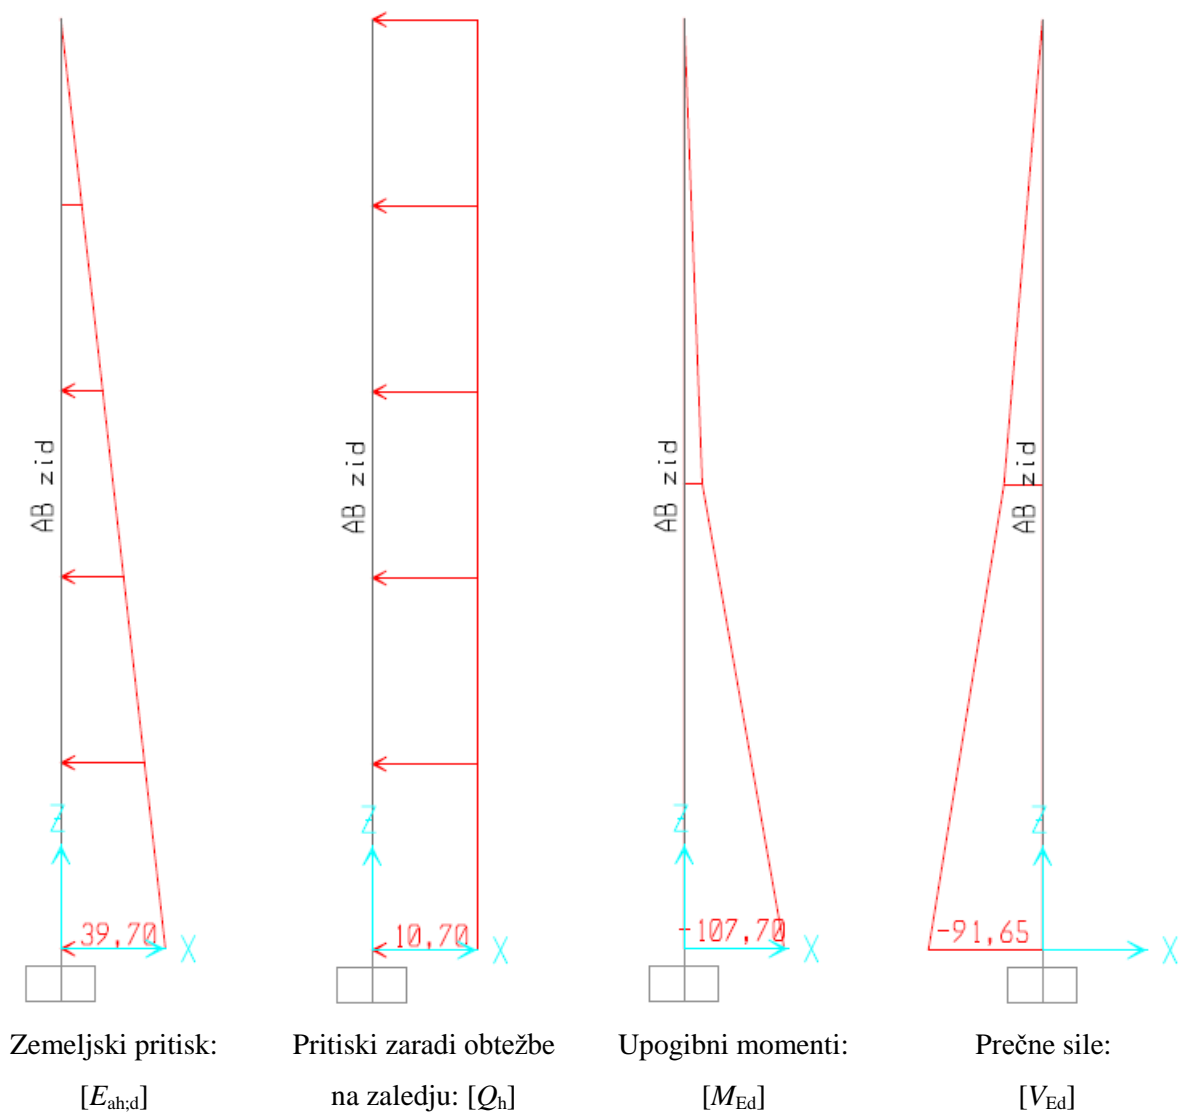 AB zid
AB zid
AB zid
AB zid
Z
Z
Z
Z
39,70
X
10,70
X
-107,70
X
-91,65
X
Zemeljski pritisk:
[Eah;d]
Pritiski zaradi obtežbe
na zaledju: [Qh]
Upogibni momenti:
[MEd]
Prečne sile:
[VEd]